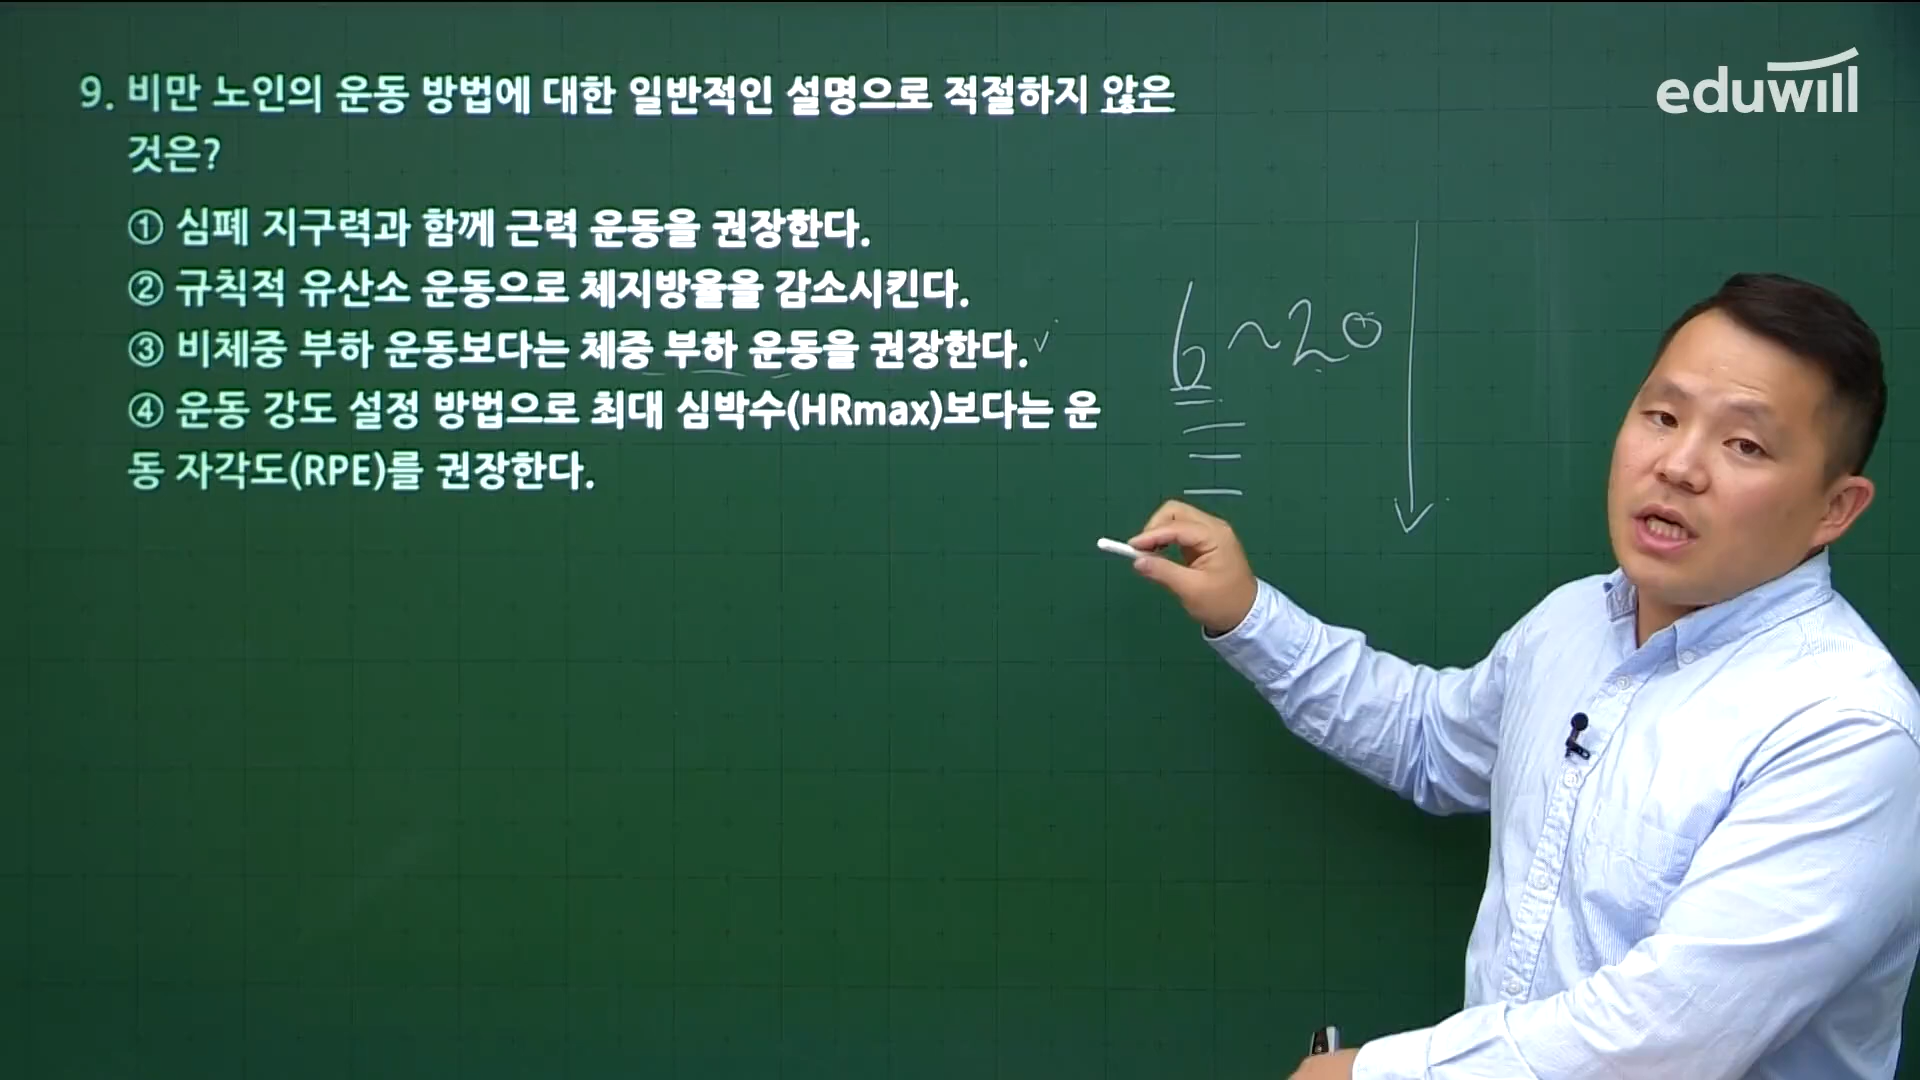 eduwill
9. 비만 노인의 운동 방법에 대한 일반적인 설명으로 적절하지 않은
것은?
① 심폐 지구력과 함께 근력 운동을 권장한다.
② 규칙적 유산소 운동으로 체지방율을 감소시킨다.
③ 비체중 부하 운동보다는 체중 부하 운동을 권장한다.
④ 운동 강도 설정 방법으로 최대 심박수(HRmax)보다는 운
동 자각도(RPE)를 권장한다.
6~20